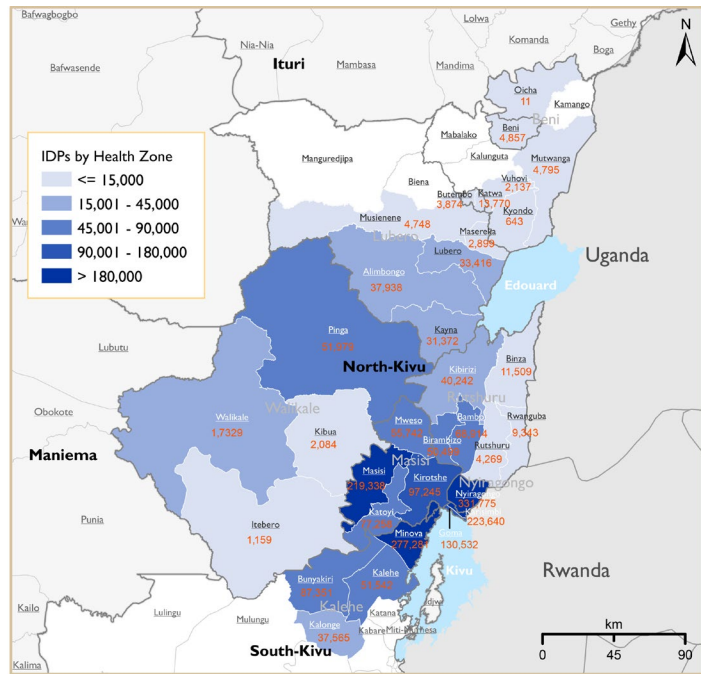 Bafwagbogbo
Gethy
Lolwa
Nia-Nia
Komanda
Boga
N
Bafwasende
Ituri
Mambasa
Mandima
Oicha
11
Kamango
Beni
Beni
4,857
Mabalako
Manguredjipa
Kalunguta
Mutwanga
4,795
IDPs by Health Zone
<= 15,000
15,001 - 45,000
45,001 - 90,000
90,001 - 180,000
> 180,000
Biena
Vuhovi
2,137
Butembo
3,874
Katwa
13,770
Kyondo
643
Musienene
4,748
Masereka
2,899
Lubero
Lubero
33,416
Alimbongo
37,938
Uganda
Edouard
Pinga
Kayna
31,372
Lubutu
Binza
11,509
North-Kivu
Kibirizi
40,242
Rutshuru
Obokote
Walikale
Walikale
1,7329
Kibua
2,084
Mweso
Bambo
Rwanguba
9,343
Birambizo
Rutshuru
4,269
Maniema
Masisi
Masisi
219,338
Kirotshe
97,245
Nyiragongo
Nyiragongo
331,775
223,640
Goma
130,532
Punia
Itebero
1,159
Katoyi
Minova
277,287
Kivu
Rwanda
Bunyakiri
Kalehe
Kalehe
Kailo
Lulingu
Mulungu
Katana
Idjwi
Kalonge
37,565
Kabare
Miti-Murhesa
South-Kivu
Kalima
km
0 45 90